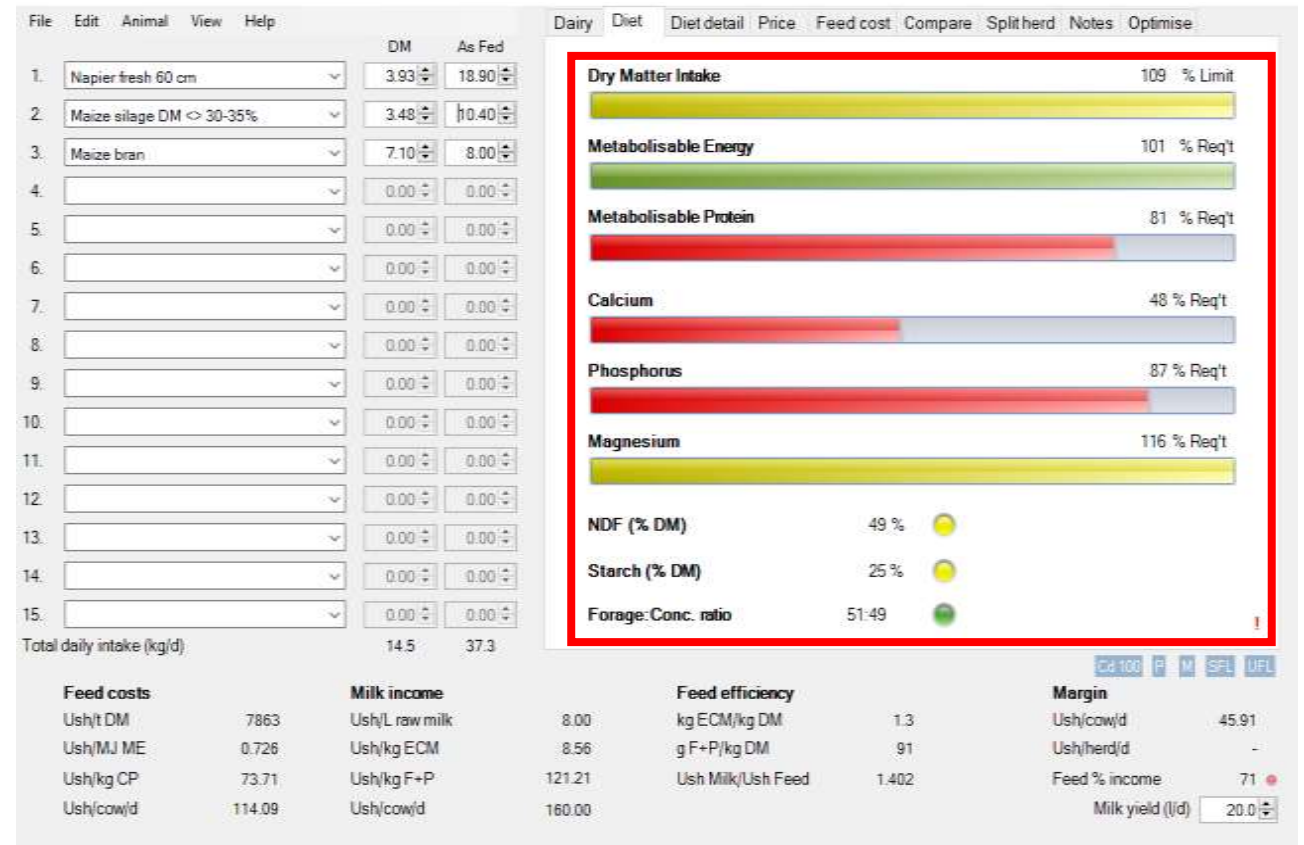 File Edit Animal View Help
DM As Fed
1. Napier fresh 60 cm 3.93 18.90
2. Maize silage DM <> 30-35% 3.48 10.40
3. Maize bran 7.10 8.00
4. 0.00 0.00
5. 0.00 0.00
6. 0.00 0.00
7. 0.00 0.00
8. 0.00 0.00
9. 0.00 0.00
10. 0.00 0.00
11. 0.00 0.00
12. 0.00 0.00
13. 0.00 0.00
14. 0.00 0.00
15. 0.00 0.00
Total daily intake (kg/d) 14.5 37.3
Dairy Diet Diet detail Price Feed cost Compare Split herd Notes Optimise
Dry Matter Intake 109 % Limit
Metabolisable Energy 101 % Req't
Metabolisable Protein 81 % Req't
Calcium 48 % Req't
Phosphorus 87 % Req't
Magnesium 116 % Req't
NDF (% DM) 49 %
Starch (% DM) 25 %
Forage:Conc. ratio 51:49
!
Cd 100 P M SFL UFL
Feed costs Milk income Feed efficiency Margin
Ush/t DM 7863 Ush/L raw milk 8.00 kg ECM/kg DM 1.3 Ush/cow/d 45.91
Ush/MJ ME 0.726 Ush/kg ECM 8.56 g F+P/kg DM 91 Ush/herd/d -
Ush/kg CP 73.71 Ush/kg F+P 121.21 Ush Milk/Ush Feed 1.402 Feed % income 71
Ush/cow/d 114.09 Ush/cow/d 160.00 Milk yield (l/d) 20.0